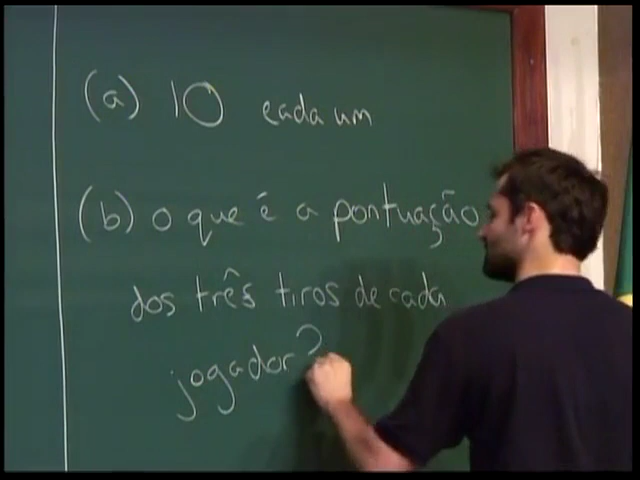 (a) 10 cada um
(b) o que é a pontuação
dos três tiros de cada
jogador?